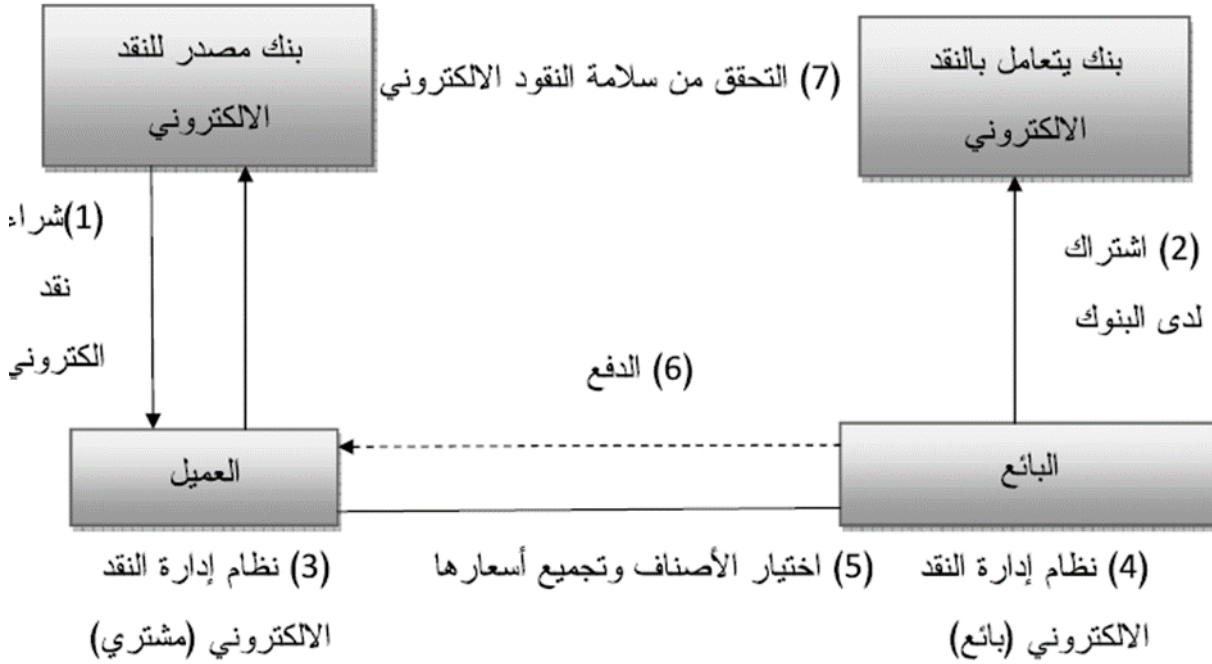 بنك مصدر للنقد
الالكتروني
(7) التحقق من سلامة النقود الالكتروني
بنك يتعامل بالنقد
الالكتروني
(1)شراء
نقد
الكتروني
(2) اشتراك
لدى البنوك
(6) الدفع
العميل
البائع
(3) نظام إدارة النقد
الالكتروني (مشتري)
(5) اختيار الأصناف وتجميع أسعارها
(4) نظام إدارة النقد
الالكتروني (بائع)